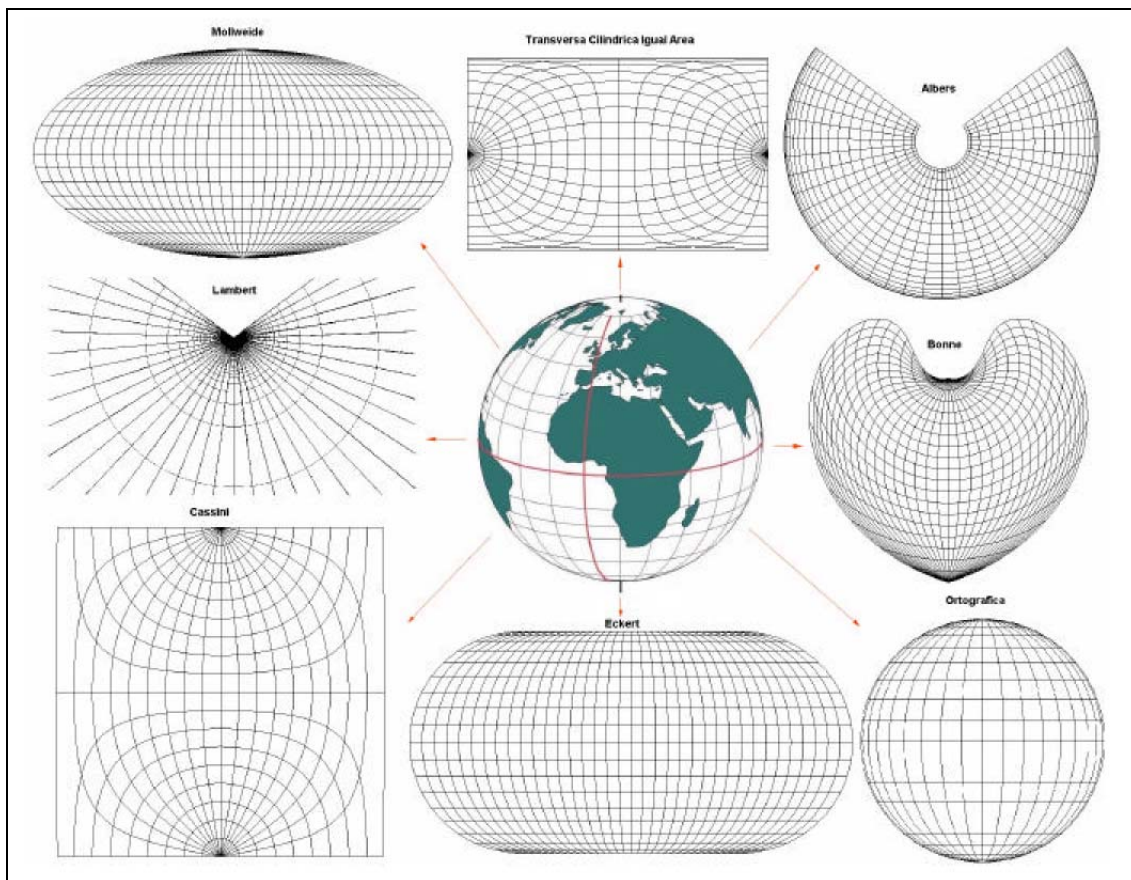 Mollweide
Transversa Cilindrica Igual Area
Albers
Lambert
Bonne
Cassini
Ortografica
Eckert